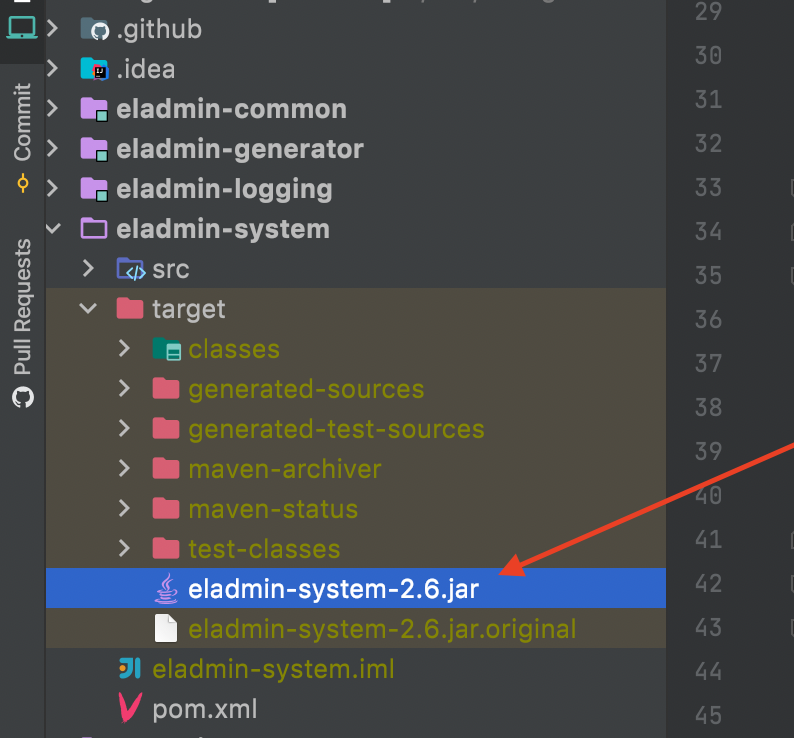 .github
.idea
eladmin-common
eladmin-generator
eladmin-logging
eladmin-system
src
target
classes
generated-sources
generated-test-sources
maven-archiver
maven-status
test-classes
eladmin-system-2.6.jar
eladmin-system-2.6.jar.original
eladmin-system.iml
pom.xml
Commit
Pull Requests
29
30
31
32
33
34
35
36
37
38
39
40
41
42
43
44
45